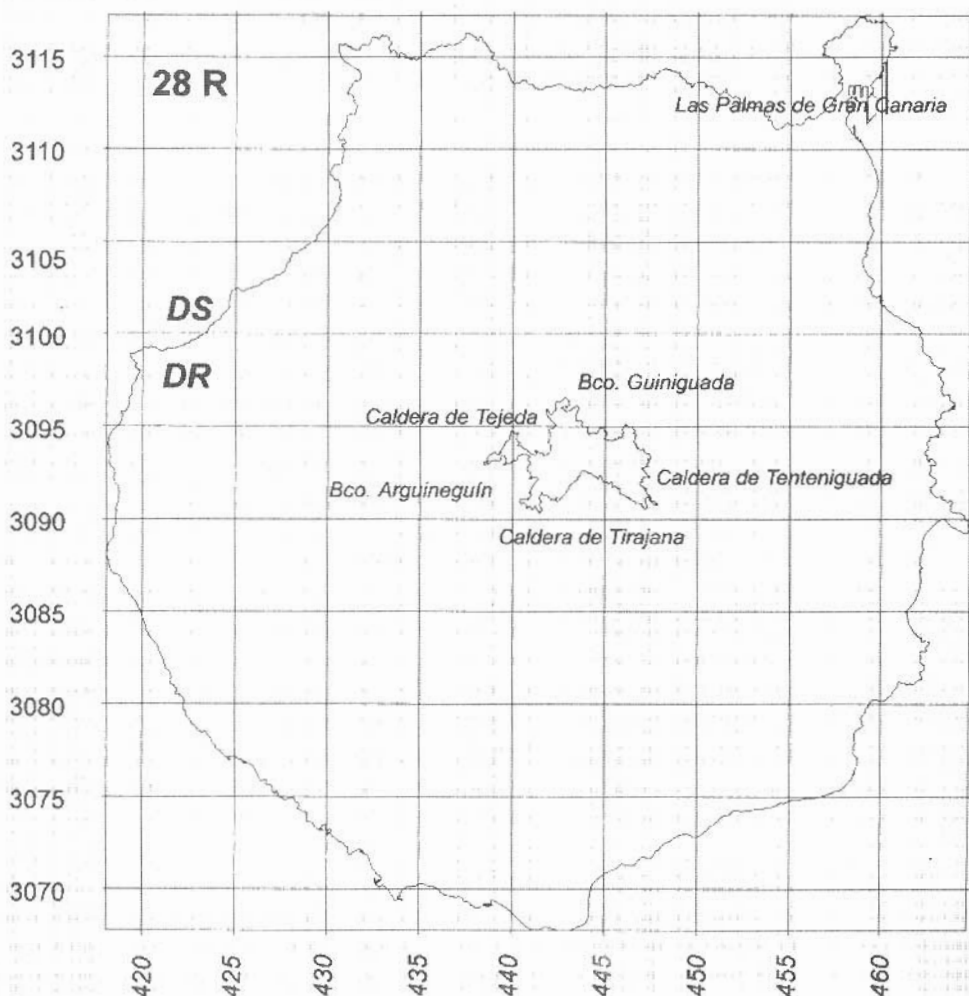 3115
28 R
Las Palmas de Gran Canaria
3110
3105
DS
3100
DR
Bco. Guiniguada
3095
Caldera de Tejeda
Caldera de Tenteniguada
Bco. Arguineguín
3090
Caldera de Tirajana
3085
3080
3075
3070
420
425
430
435
440
445
450
455
460